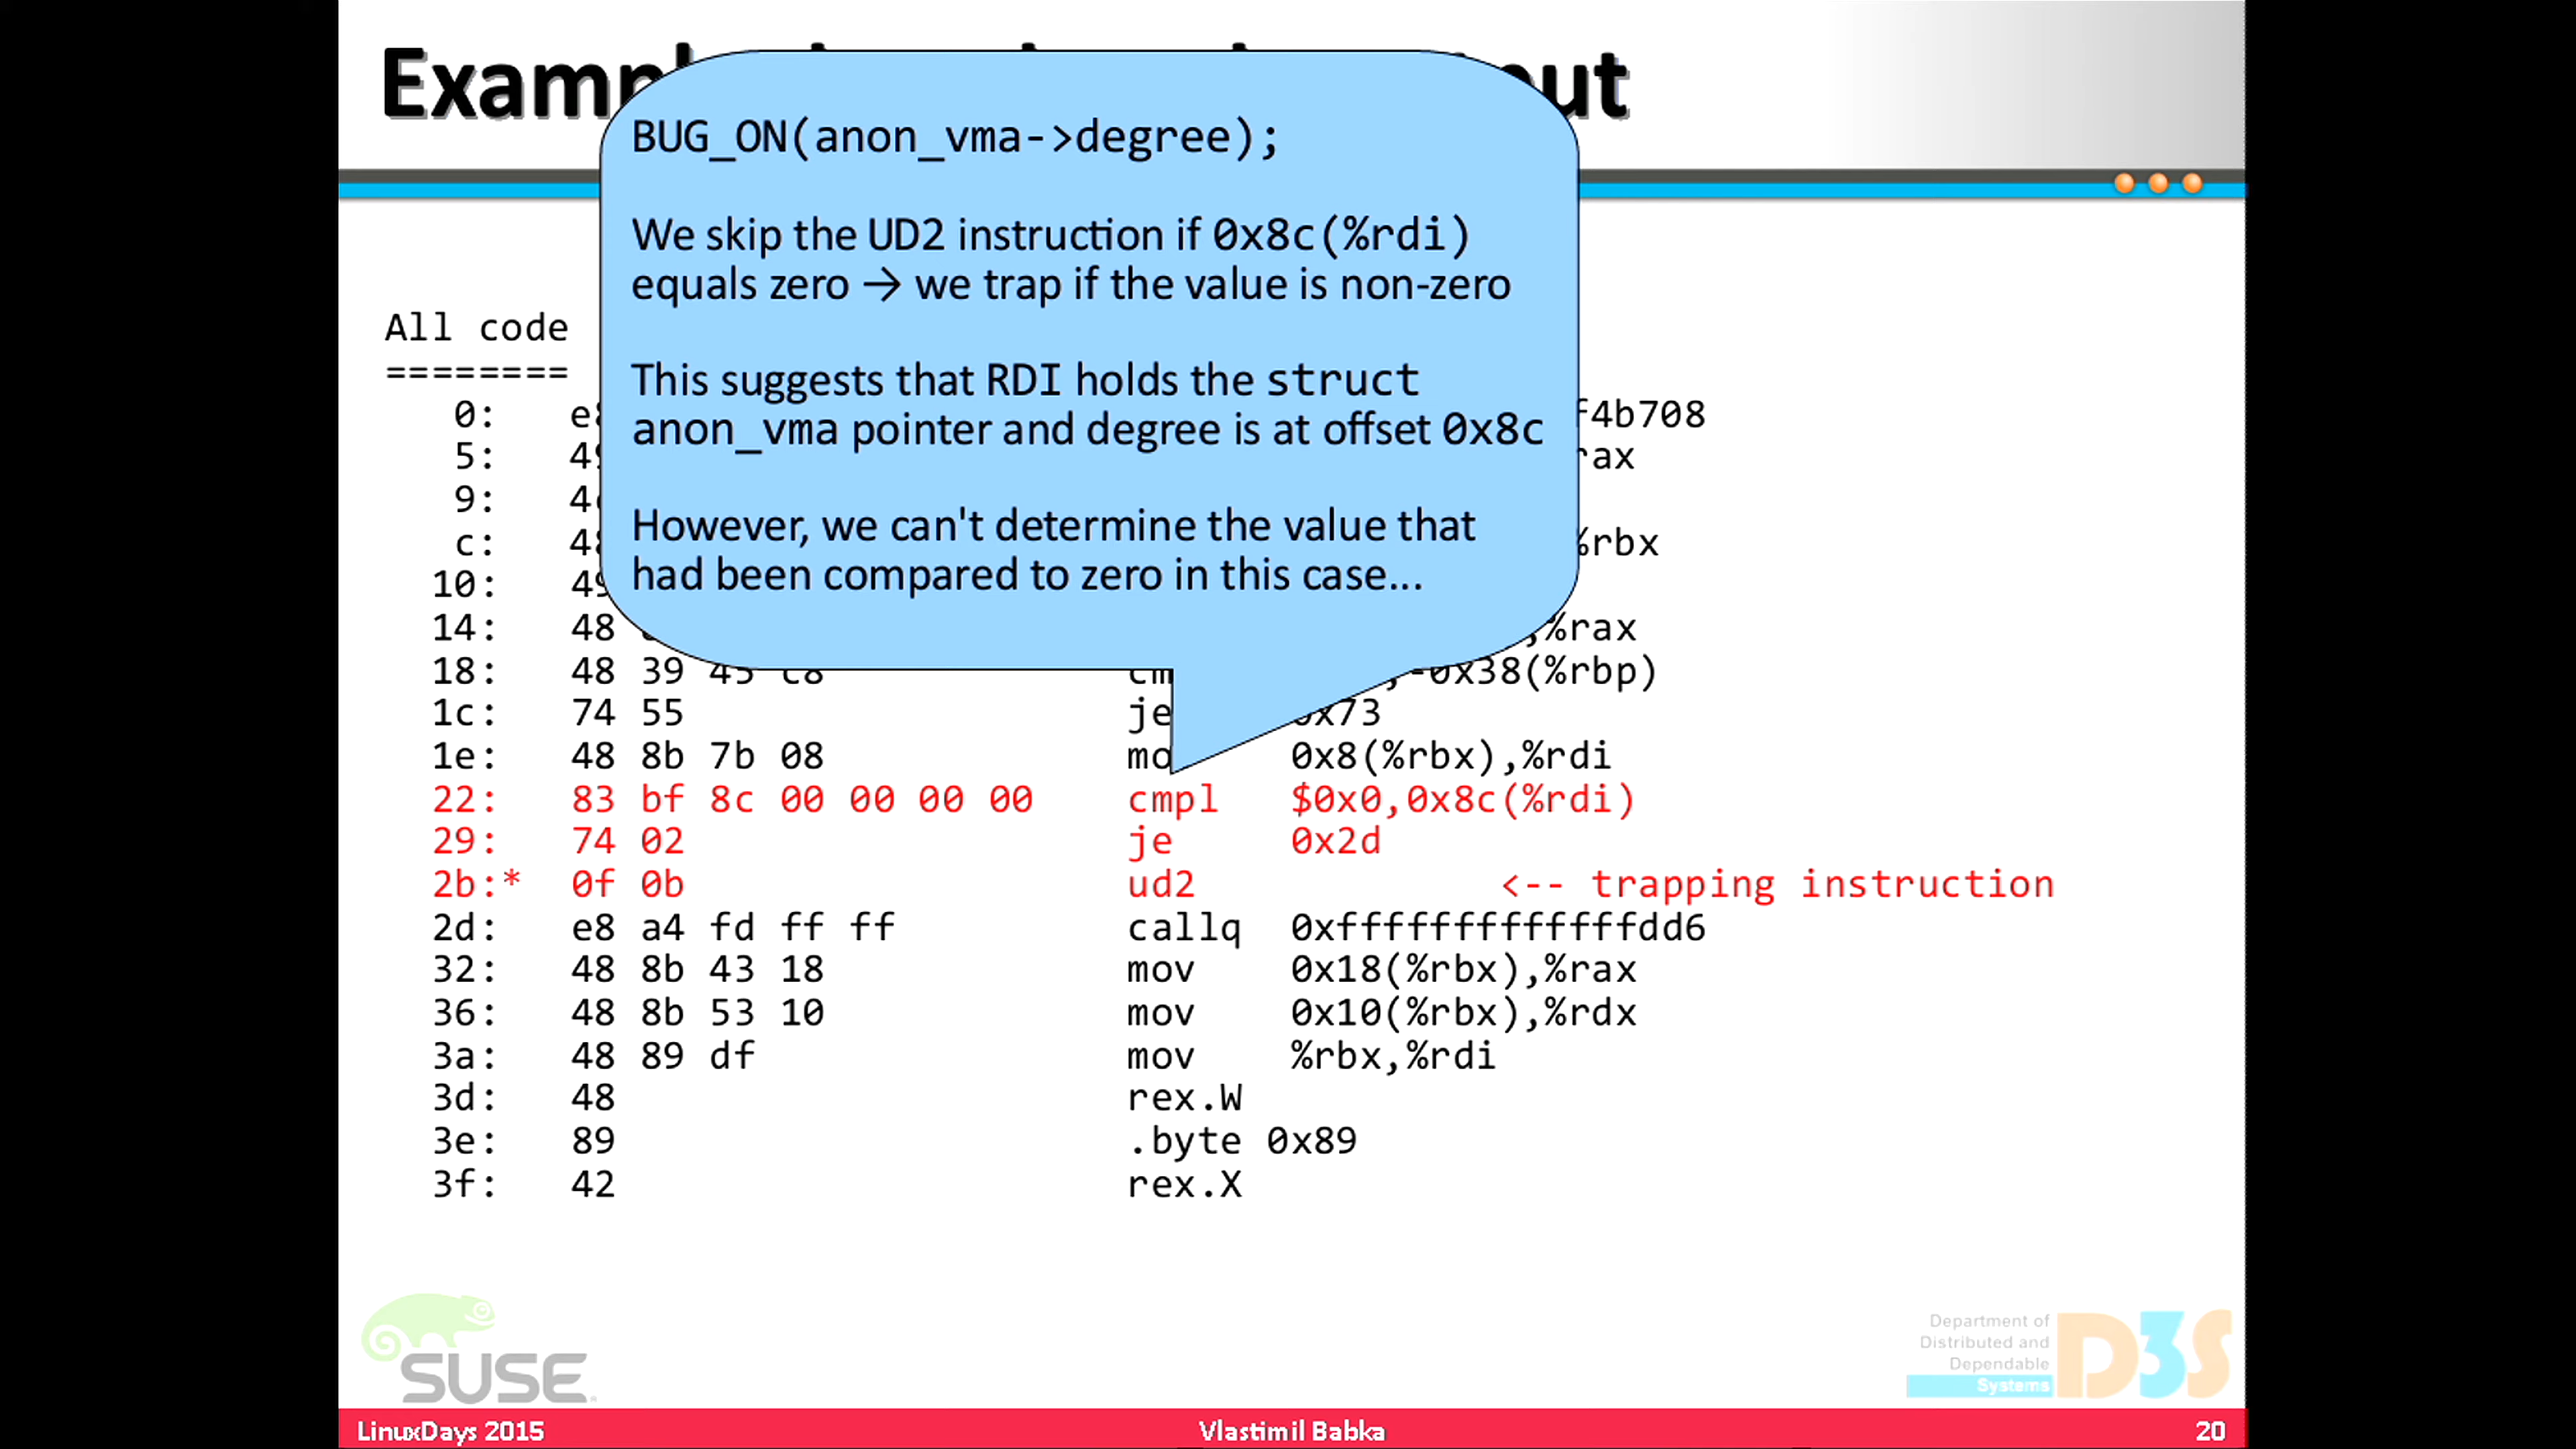 BUG_ON(anon_vma->degree);
We skip the UD2 instruction if 0x8c(%rdi)
equals zero → we trap if the value is non-zero
This suggests that RDI holds the struct
anon_vma pointer and degree is at offset 0x8c
However, we can't determine the value that
had been compared to zero in this case...
All code
========
0:
5: rax
9:
c: %rbx
10:
14: 48 ,%rax
18: 48 39 45 c8 -0x38(%rbp)
1c: 74 55 je 0x73
1e: 48 8b 7b 08 0x8(%rbx),%rdi
22: 83 bf 8c 00 00 00 00 cmpl $0x0,0x8c(%rdi)
29: 74 02 je 0x2d
2b:* 0f 0b ud2 <-- trapping instruction
2d: e8 a4 fd ff ff callq 0xfffffffffffffdd6
32: 48 8b 43 18 mov 0x18(%rbx),%rax
36: 48 8b 53 10 mov 0x10(%rbx),%rdx
3a: 48 89 df mov %rbx,%rdi
3d: 48 rex.W
3e: 89 .byte 0x89
3f: 42 rex.X
SUSE
Department of
Distributed and
Dependable
Systems
D3S
LinuxDays 2015 Vlastimil Babka 20